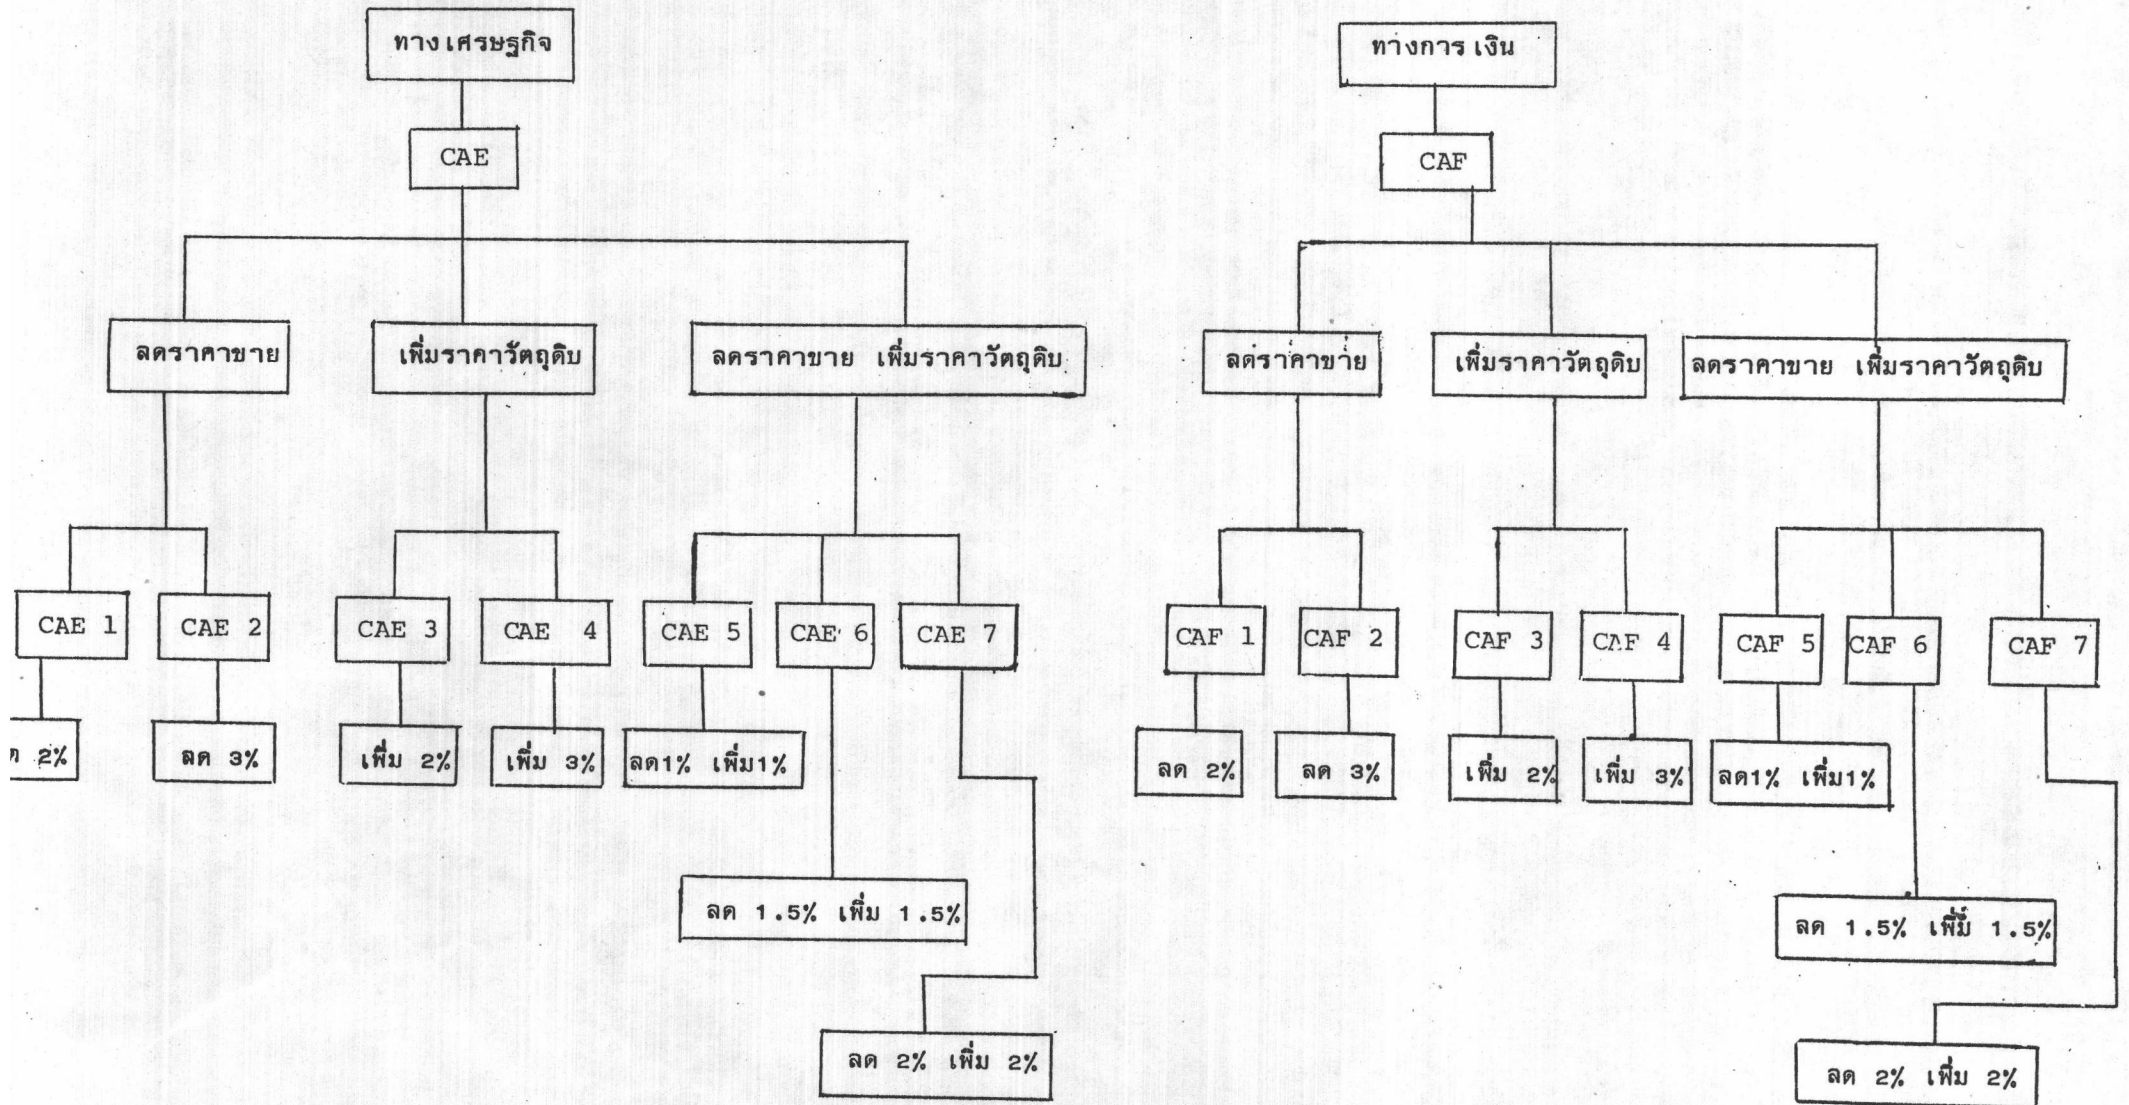 ทางเศรษฐกิจ
ทางการเงิน
CAE
CAF
ลดราคาขาย
เพิ่มราคาวัตถุดิบ
ลดราคาขาย เพิ่มราคาวัตถุดิบ
ลดราคาขาย
เพิ่มราคาวัตถุดิบ
ลดราคาขาย เพิ่มราคาวัตถุดิบ
CAE 1
CAE 2
CAE 3
CAE 4
CAE 5
CAE 6
CAE 7
CAF 1
CAF 2
CAF 3
CAF 4
CAF 5
CAF 6
CAF 7
2%
ลด 3%
เพิ่ม 2%
เพิ่ม 3%
ลด1% เพิ่ม1%
ลด 2%
ลด 3%
เพิ่ม 2%
เพิ่ม 3%
ลด1% เพิ่ม1%
ลด 1.5% เพิ่ม 1.5%
ลด 1.5% เพิ่ม 1.5%
ลด 2% เพิ่ม 2%
ลด 2% เพิ่ม 2%